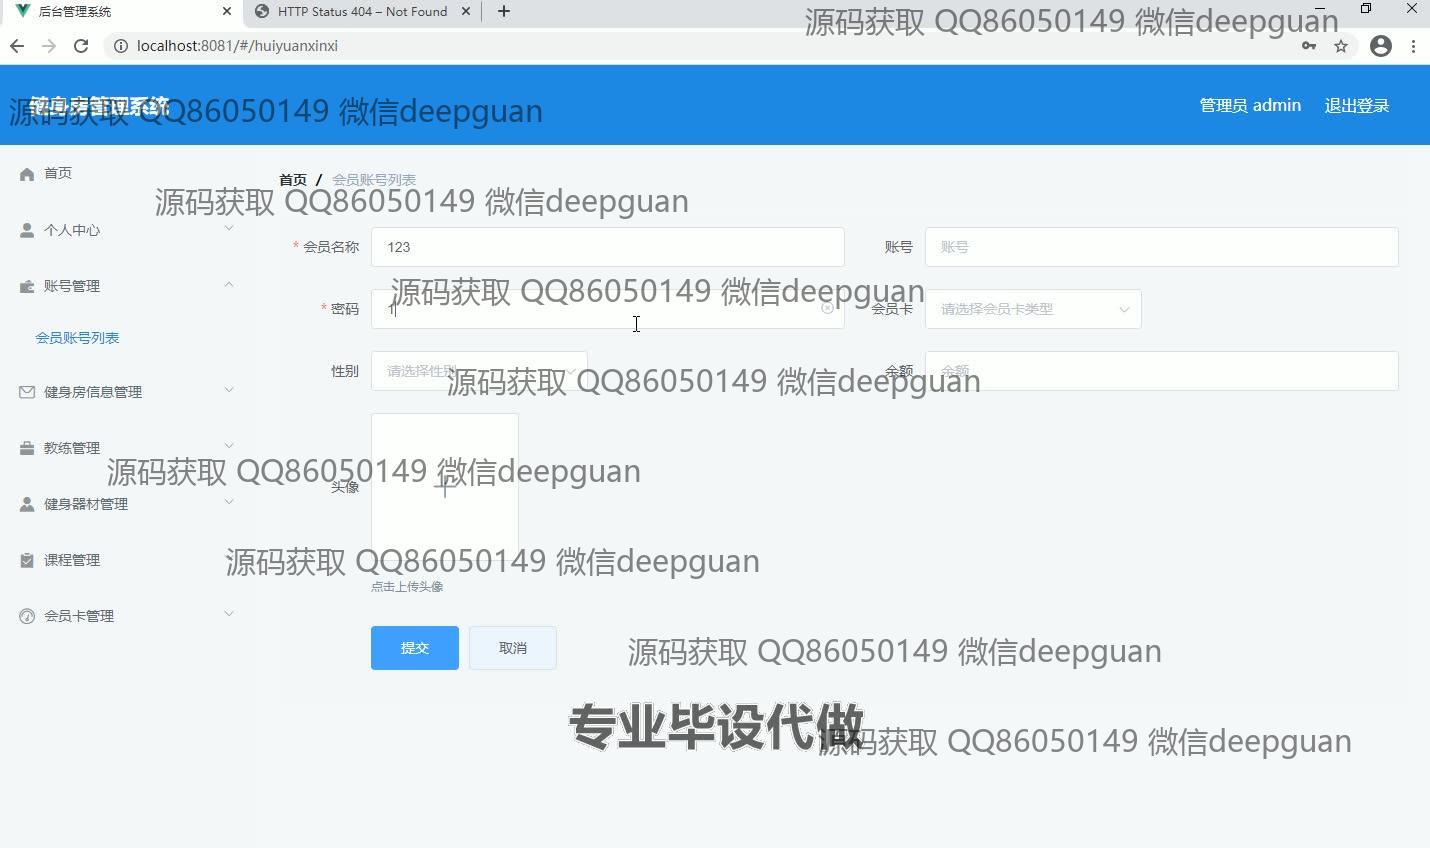 后台管理系统
HTTP Status 404 – Not Found
源码获取 QQ86050149 微信deepguan
localhost:8081/#/huiyuanxinxi
健身房管理系统
源码获取 QQ86050149 微信deepguan
管理员 admin
退出登录
首页
首页 / 会员账号列表
源码获取 QQ86050149 微信deepguan
个人中心
* 会员名称
123
账号
账号
账号管理
源码获取 QQ86050149 微信deepguan
* 密码
1
会员卡
请选择会员卡类型
会员账号列表
性别
请选择性别
源码获取 QQ86050149 微信deepguan
余额
余额
健身房信息管理
教练管理
源码获取 QQ86050149 微信deepguan
头像
健身器材管理
课程管理
源码获取 QQ86050149 微信deepguan
点击上传头像
会员卡管理
提交
取消
源码获取 QQ86050149 微信deepguan
专业毕设代做
源码获取 QQ86050149 微信deepguan